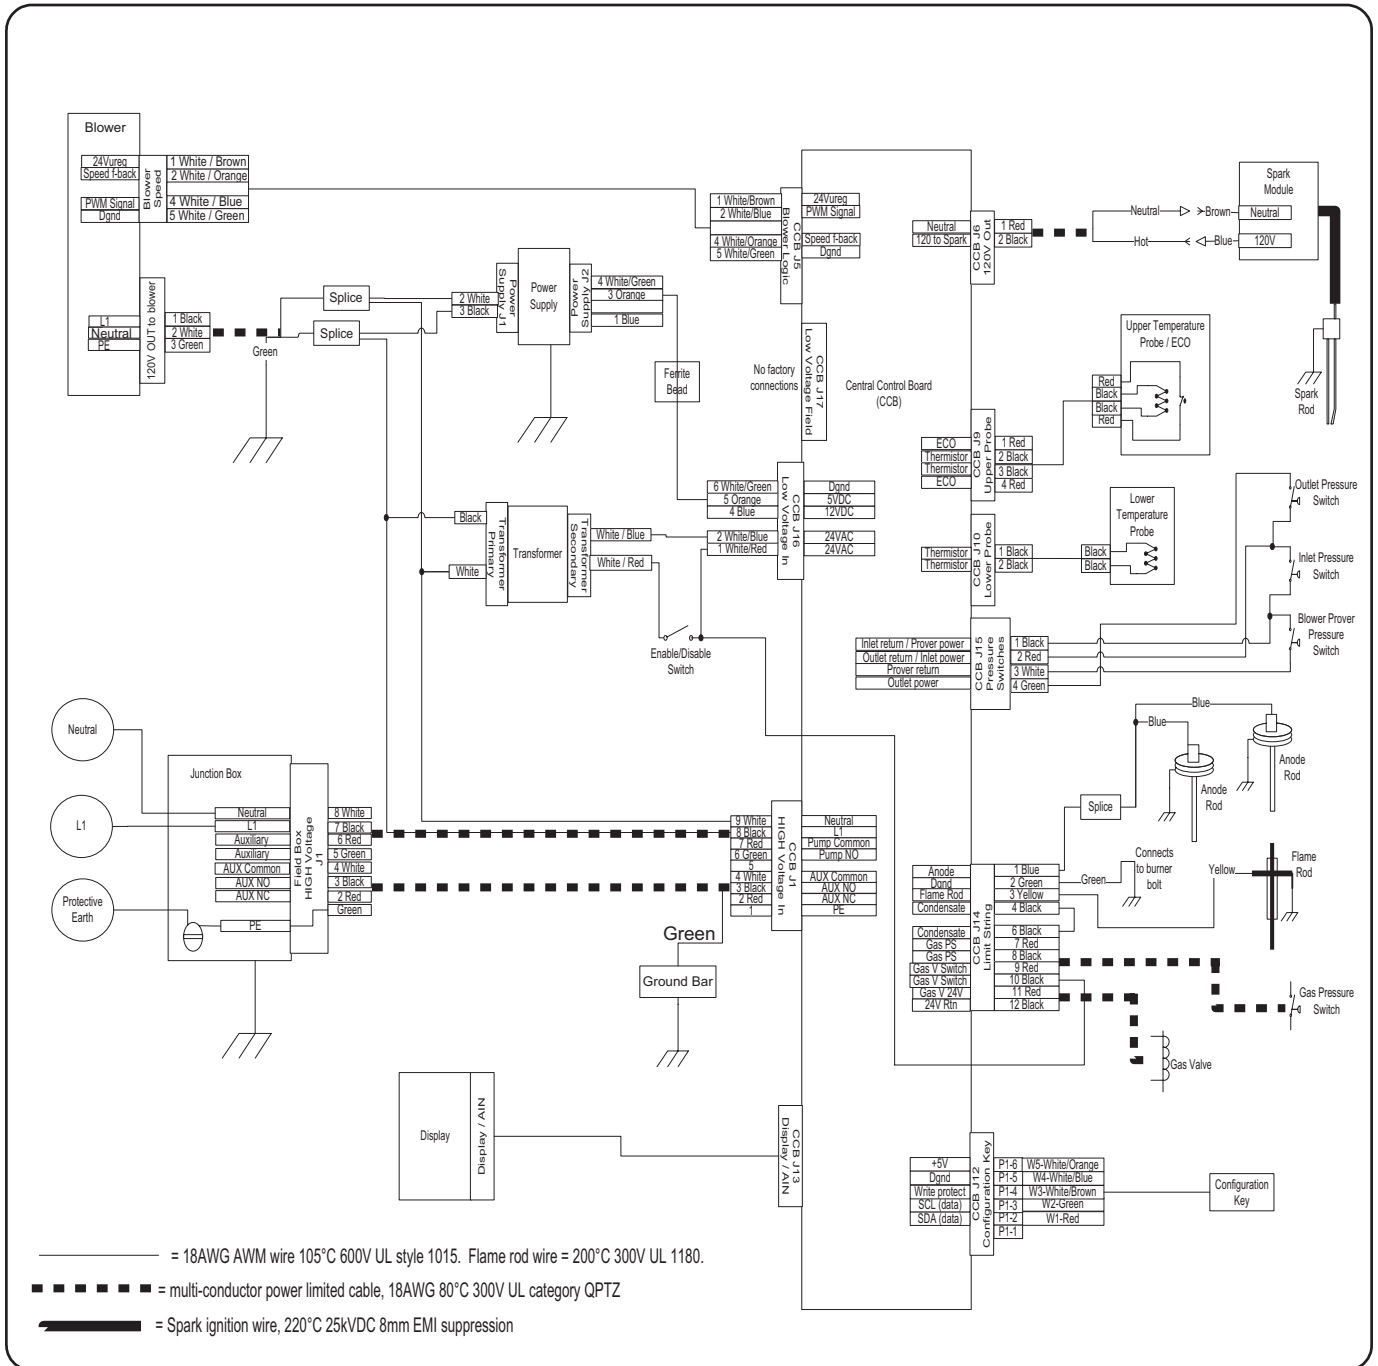 Blower
24Vureg
Speed f-back
PWM Signal
Dgnd
Blower Speed
1 White / Brown
2 White / Orange
4 White / Blue
5 White / Green
L1
Neutral
PE
120V OUT to blower
1 Black
2 White
3 Green
Green
Splice
Splice
2 White
3 Black
Power Supply J1
Power Supply
Power Supply J2
4 White/Green
3 Orange
1 Blue
Ferrite Bead
Black
White
Transformer Primary
Transformer
Transformer Secondary
White / Blue
White / Red
Enable/Disable Switch
Neutral
L1
Protective Earth
Junction Box
Neutral
L1
Auxiliary
Auxiliary
AUX Common
AUX NO
AUX NC
PE
Field Box HIGH Voltage J1
8 White
7 Black
6 Red
5 Green
4 White
3 Black
2 Red
Green
Green
Ground Bar
Display
Display / AIN
1 White/Brown
2 White/Blue
4 White/Orange
5 White/Green
CCB J5 Blower Logic
24Vureg
PWM Signal
Speed f-back
Dgnd
No factory connections
CCB J17 Low Voltage Field
Central Control Board (CCB)
6 White/Green
5 Orange
4 Blue
2 White/Blue
1 White/Red
CCB J16 Low Voltage In
Dgnd
5VDC
12VDC
24VAC
24VAC
9 White
8 Black
7 Red
6 Green
5
4 White
3 Black
2 Red
1
CCB J1 HIGH Voltage In
Neutral
L1
Pump Common
Pump NO
AUX Common
AUX NO
AUX NC
PE
CCB J13 Display / AIN
Neutral
120 to Spark
CCB J6 120V Out
1 Red
2 Black
Neutral
Hot
Brown
Blue
Spark Module
Neutral
120V
Spark Rod
ECO
Thermistor
Thermistor
ECO
CCB J9 Upper Probe
1 Red
2 Black
3 Black
4 Red
Upper Temperature Probe / ECO
Red
Black
Black
Red
Thermistor
Thermistor
CCB J10 Lower Probe
1 Black
2 Black
Lower Temperature Probe
Black
Black
Inlet return / Prover power
Outlet return / Inlet power
Prover return
Outlet power
CCB J15 Pressure Switches
1 Black
2 Red
3 White
4 Green
Outlet Pressure Switch
Inlet Pressure Switch
Blower Prover Pressure Switch
Anode
Dgnd
Flame Rod
Condensate
Condensate
Gas PS
Gas PS
Gas V Switch
Gas V Switch
Gas V 24V
24V Rtn
CCB J14 Limit String
1 Blue
2 Green
3 Yellow
4 Black
6 Black
7 Red
8 Black
9 Red
10 Black
11 Red
12 Black
Splice
Blue
Blue
Anode Rod
Anode Rod
Green
Connects to burner bolt
Yellow
Flame Rod
Gas Pressure Switch
Gas Valve
+5V
Dgnd
Write protect
SCL (data)
SDA (data)
CCB J12 Configuration Key
P1-6
P1-5
P1-4
P1-3
P1-2
P1-1
W5-White/Orange
W4-White/Blue
W3-White/Brown
W2-Green
W1-Red
Configuration Key
= 18AWG AWM wire 105°C 600V UL style 1015. Flame rod wire = 200°C 300V UL 1180.
= multi-conductor power limited cable, 18AWG 80°C 300V UL category QPTZ
= Spark ignition wire, 220°C 25kVDC 8mm EMI suppression